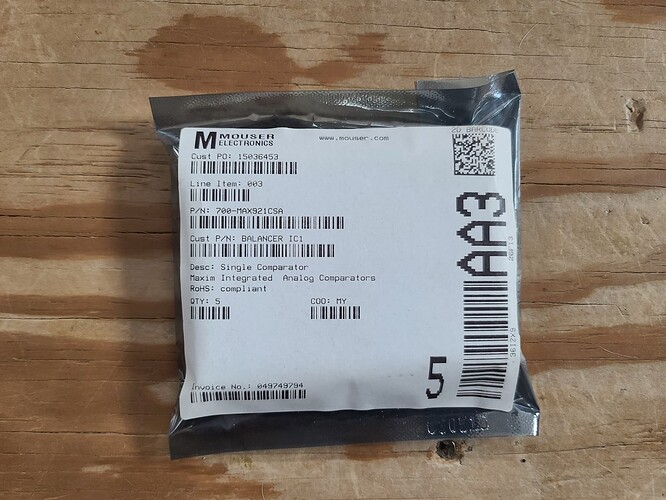 MOUSER
ELECTRONICS
www.mouser.com
2D BARCODE
Cust PO: 15036453
Line Item: 003
P/N: 700-MAX921CSA
Cust P/N: BALANCER IC1
Desc: Single Comparator
Maxim Integrated Analog Comparators
RoHS: compliant
QTY: 5
COO: MY
Invoice No.: 049749794
5
AA3